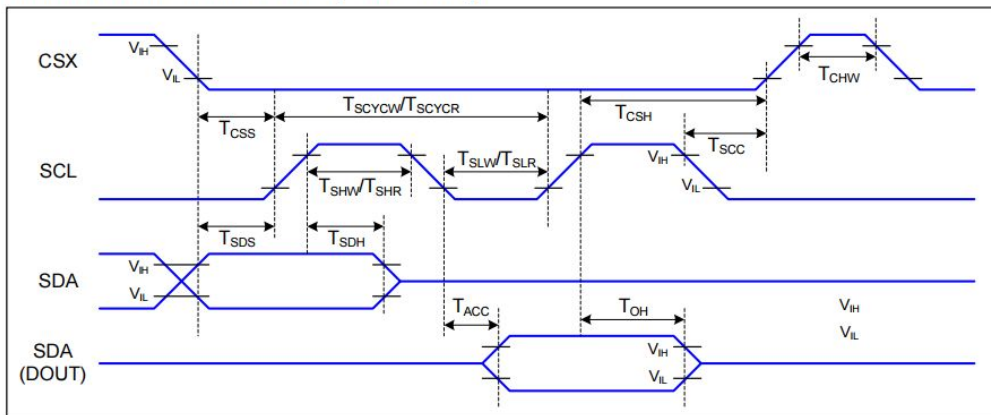 CSX
VIH
VIL
TCHW
TCSS
TSCYCW/TSCYCR
TCSH
TSCC
SCL
TSHW/TSHR
TSLW/TSLR
VIH
VIL
TSDS
TSDH
SDA
VIH
VIL
TACC
TOH
VIH
VIL
SDA
(DOUT)
VIH
VIL